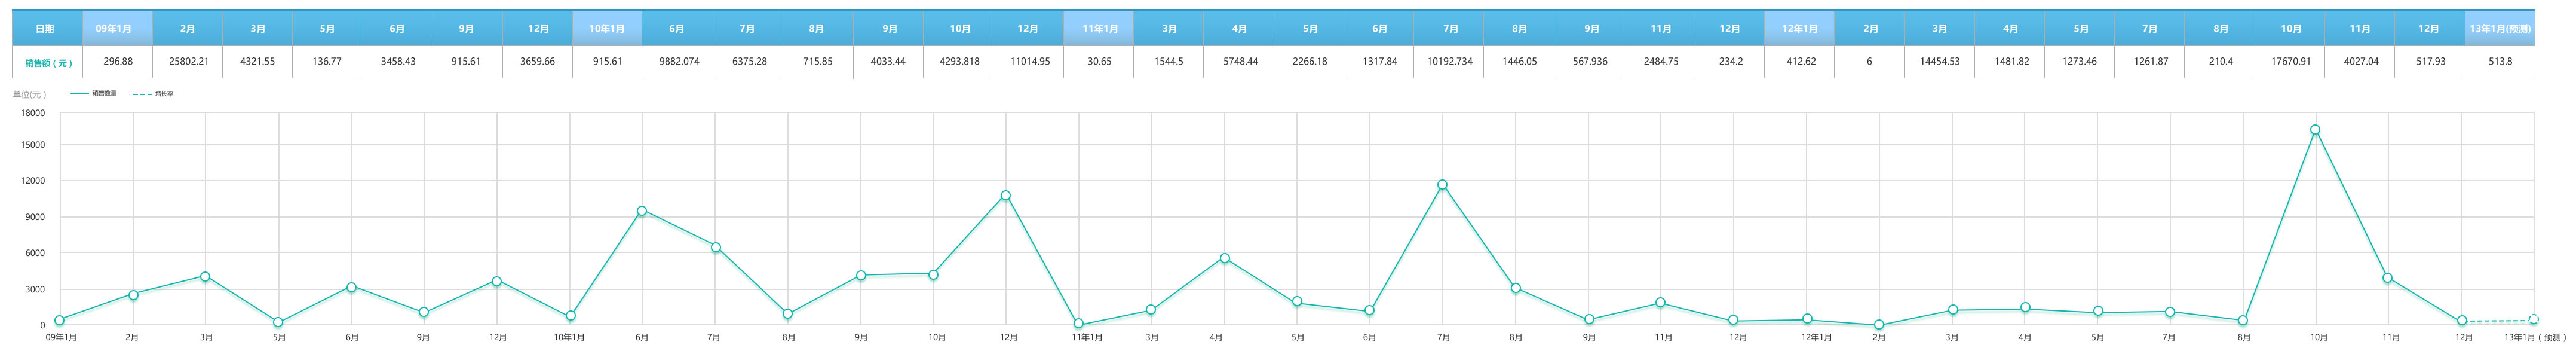 日期 09年1月 2月 3月 5月 6月 9月 12月 10年1月 6月 7月 8月 9月 10月 12月 11年1月 3月 4月 5月 6月 7月 8月 9月 11月 12月 12年1月 2月 3月 4月 5月 7月 8月 10月 11月 12月 13年1月(预测)
销售额（元） 296.88 25802.21 4321.55 136.77 3458.43 915.61 3659.66 915.61 9882.074 6375.28 715.85 4033.44 4293.818 11014.95 30.65 1544.5 5748.44 2266.18 1317.84 10192.734 1446.05 567.936 2484.75 234.2 412.62 6 14454.53 1481.82 1273.46 1261.87 210.4 17670.91 4027.04 517.93 513.8
单位(元） 销售数量 增长率
18000
15000
12000
9000
6000
3000
0
09年1月 2月 3月 5月 6月 9月 12月 10年1月 6月 7月 8月 9月 10月 12月 11年1月 3月 4月 5月 6月 7月 8月 9月 11月 12月 12年1月 2月 3月 4月 5月 7月 8月 10月 11月 12月 13年1月（预测）